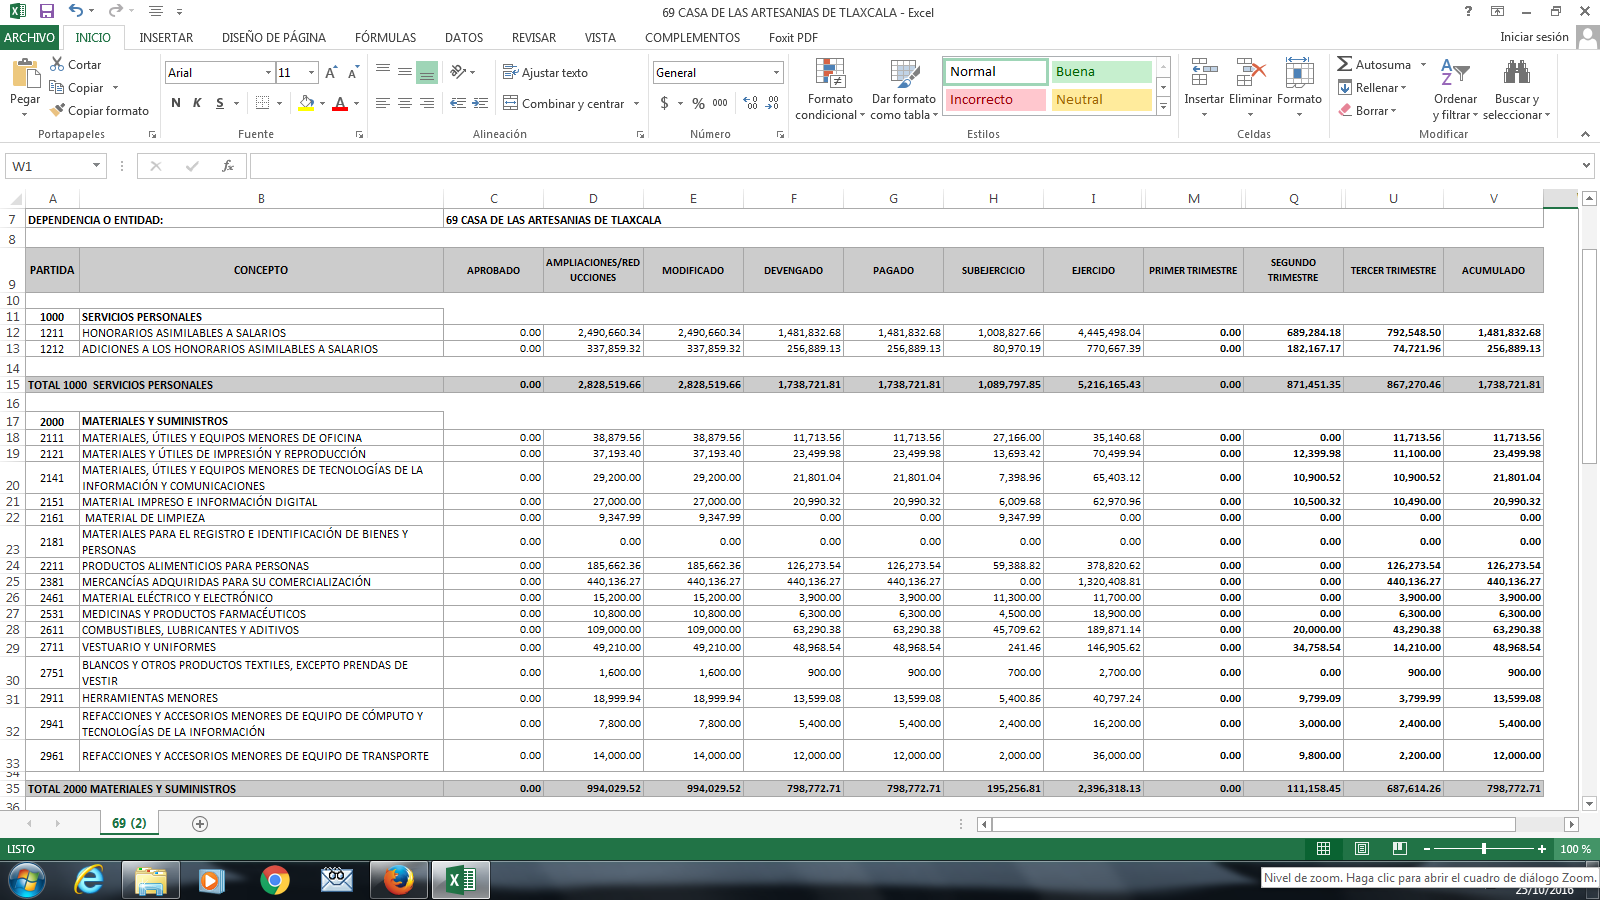 69 CASA DE LAS ARTESANIAS DE TLAXCALA - Excel
ARCHIVO INICIO INSERTAR DISEÑO DE PÁGINA FÓRMULAS DATOS REVISAR VISTA COMPLEMENTOS Foxit PDF Iniciar sesión
Pegar
Cortar
Copiar
Copiar formato
Portapapeles
Arial 11
N K S
Fuente
Ajustar texto
Combinar y centrar
Alineación
General
$ % 000
Número
Formato condicional
Dar formato como tabla
Normal Buena
Incorrecto Neutral
Estilos
Insertar Eliminar Formato
Celdas
Autosuma
Rellenar
Borrar
Ordenar y filtrar
Buscar y seleccionar
Modificar
W1 fx
A B C D E F G H I M Q U V
7 DEPENDENCIA O ENTIDAD: 69 CASA DE LAS ARTESANIAS DE TLAXCALA
8
9 PARTIDA CONCEPTO APROBADO AMPLIACIONES/REDUCCIONES MODIFICADO DEVENGADO PAGADO SUBEJERCICIO EJERCIDO PRIMER TRIMESTRE SEGUNDO TRIMESTRE TERCER TRIMESTRE ACUMULADO
10
11 1000 SERVICIOS PERSONALES
12 1211 HONORARIOS ASIMILABLES A SALARIOS 0.00 2,490,660.34 2,490,660.34 1,481,832.68 1,481,832.68 1,008,827.66 4,445,498.04 0.00 689,284.18 792,548.50 1,481,832.68
13 1212 ADICIONES A LOS HONORARIOS ASIMILABLES A SALARIOS 0.00 337,859.32 337,859.32 256,889.13 256,889.13 80,970.19 770,667.39 0.00 182,167.17 74,721.96 256,889.13
14
15 TOTAL 1000 SERVICIOS PERSONALES 0.00 2,828,519.66 2,828,519.66 1,738,721.81 1,738,721.81 1,089,797.85 5,216,165.43 0.00 871,451.35 867,270.46 1,738,721.81
16
17 2000 MATERIALES Y SUMINISTROS
18 2111 MATERIALES, ÚTILES Y EQUIPOS MENORES DE OFICINA 0.00 38,879.56 38,879.56 11,713.56 11,713.56 27,166.00 35,140.68 0.00 0.00 11,713.56 11,713.56
19 2121 MATERIALES Y ÚTILES DE IMPRESIÓN Y REPRODUCCIÓN 0.00 37,193.40 37,193.40 23,499.98 23,499.98 13,693.42 70,499.94 0.00 12,399.98 11,100.00 23,499.98
20 2141 MATERIALES, ÚTILES Y EQUIPOS MENORES DE TECNOLOGÍAS DE LA INFORMACIÓN Y COMUNICACIONES 0.00 29,200.00 29,200.00 21,801.04 21,801.04 7,398.96 65,403.12 0.00 10,900.52 10,900.52 21,801.04
21 2151 MATERIAL IMPRESO E INFORMACIÓN DIGITAL 0.00 27,000.00 27,000.00 20,990.32 20,990.32 6,009.68 62,970.96 0.00 10,500.32 10,490.00 20,990.32
22 2161 MATERIAL DE LIMPIEZA 0.00 9,347.99 9,347.99 0.00 0.00 9,347.99 0.00 0.00 0.00 0.00 0.00
23 2181 MATERIALES PARA EL REGISTRO E IDENTIFICACIÓN DE BIENES Y PERSONAS 0.00 0.00 0.00 0.00 0.00 0.00 0.00 0.00 0.00 0.00 0.00
24 2211 PRODUCTOS ALIMENTICIOS PARA PERSONAS 0.00 185,662.36 185,662.36 126,273.54 126,273.54 59,388.82 378,820.62 0.00 0.00 126,273.54 126,273.54
25 2381 MERCANCÍAS ADQUIRIDAS PARA SU COMERCIALIZACIÓN 0.00 440,136.27 440,136.27 440,136.27 440,136.27 0.00 1,320,408.81 0.00 0.00 440,136.27 440,136.27
26 2461 MATERIAL ELÉCTRICO Y ELECTRÓNICO 0.00 15,200.00 15,200.00 3,900.00 3,900.00 11,300.00 11,700.00 0.00 0.00 3,900.00 3,900.00
27 2531 MEDICINAS Y PRODUCTOS FARMACÉUTICOS 0.00 10,800.00 10,800.00 6,300.00 6,300.00 4,500.00 18,900.00 0.00 0.00 6,300.00 6,300.00
28 2611 COMBUSTIBLES, LUBRICANTES Y ADITIVOS 0.00 109,000.00 109,000.00 63,290.38 63,290.38 45,709.62 189,871.14 0.00 20,000.00 43,290.38 63,290.38
29 2711 VESTUARIO Y UNIFORMES 0.00 49,210.00 49,210.00 48,968.54 48,968.54 241.46 146,905.62 0.00 34,758.54 14,210.00 48,968.54
30 2751 BLANCOS Y OTROS PRODUCTOS TEXTILES, EXCEPTO PRENDAS DE VESTIR 0.00 1,600.00 1,600.00 900.00 900.00 700.00 2,700.00 0.00 0.00 900.00 900.00
31 2911 HERRAMIENTAS MENORES 0.00 18,999.94 18,999.94 13,599.08 13,599.08 5,400.86 40,797.24 0.00 9,799.09 3,799.99 13,599.08
32 2941 REFACCIONES Y ACCESORIOS MENORES DE EQUIPO DE CÓMPUTO Y TECNOLOGÍAS DE LA INFORMACIÓN 0.00 7,800.00 7,800.00 5,400.00 5,400.00 2,400.00 16,200.00 0.00 3,000.00 2,400.00 5,400.00
33 2961 REFACCIONES Y ACCESORIOS MENORES DE EQUIPO DE TRANSPORTE 0.00 14,000.00 14,000.00 12,000.00 12,000.00 2,000.00 36,000.00 0.00 9,800.00 2,200.00 12,000.00
34
35 TOTAL 2000 MATERIALES Y SUMINISTROS 0.00 994,029.52 994,029.52 798,772.71 798,772.71 195,256.81 2,396,318.13 0.00 111,158.45 687,614.26 798,772.71
36
69 (2)
LISTO 100 %
Nivel de zoom. Haga clic para abrir el cuadro de diálogo Zoom.
25/10/2016